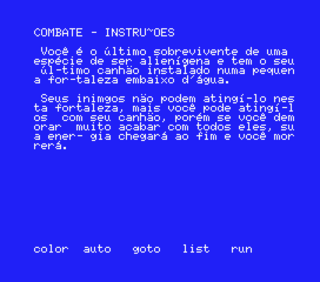 COMBATE - INSTRU~OES
Você é o último sobrevivente de uma
espécie de ser alienígena e tem o seu
úl-timo canhão instalado numa pequen
a for-taleza embaixo d'água.
Seus inimgos não podem atingí-lo nes
ta fortaleza, mais você pode atingí-l
os com seu canhão, porém se você dem
orar muito acabar com todos eles, su
a ener- gia chegará ao fim e você mor
rerá.
color auto goto list run